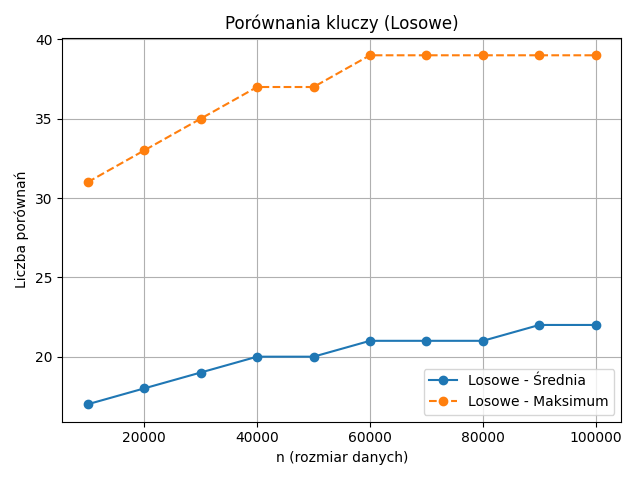 Porównania kluczy (Losowe)
40
35
30
25
20
Liczba porównań
20000 40000 60000 80000 100000
n (rozmiar danych)
Losowe - Średnia
Losowe - Maksimum